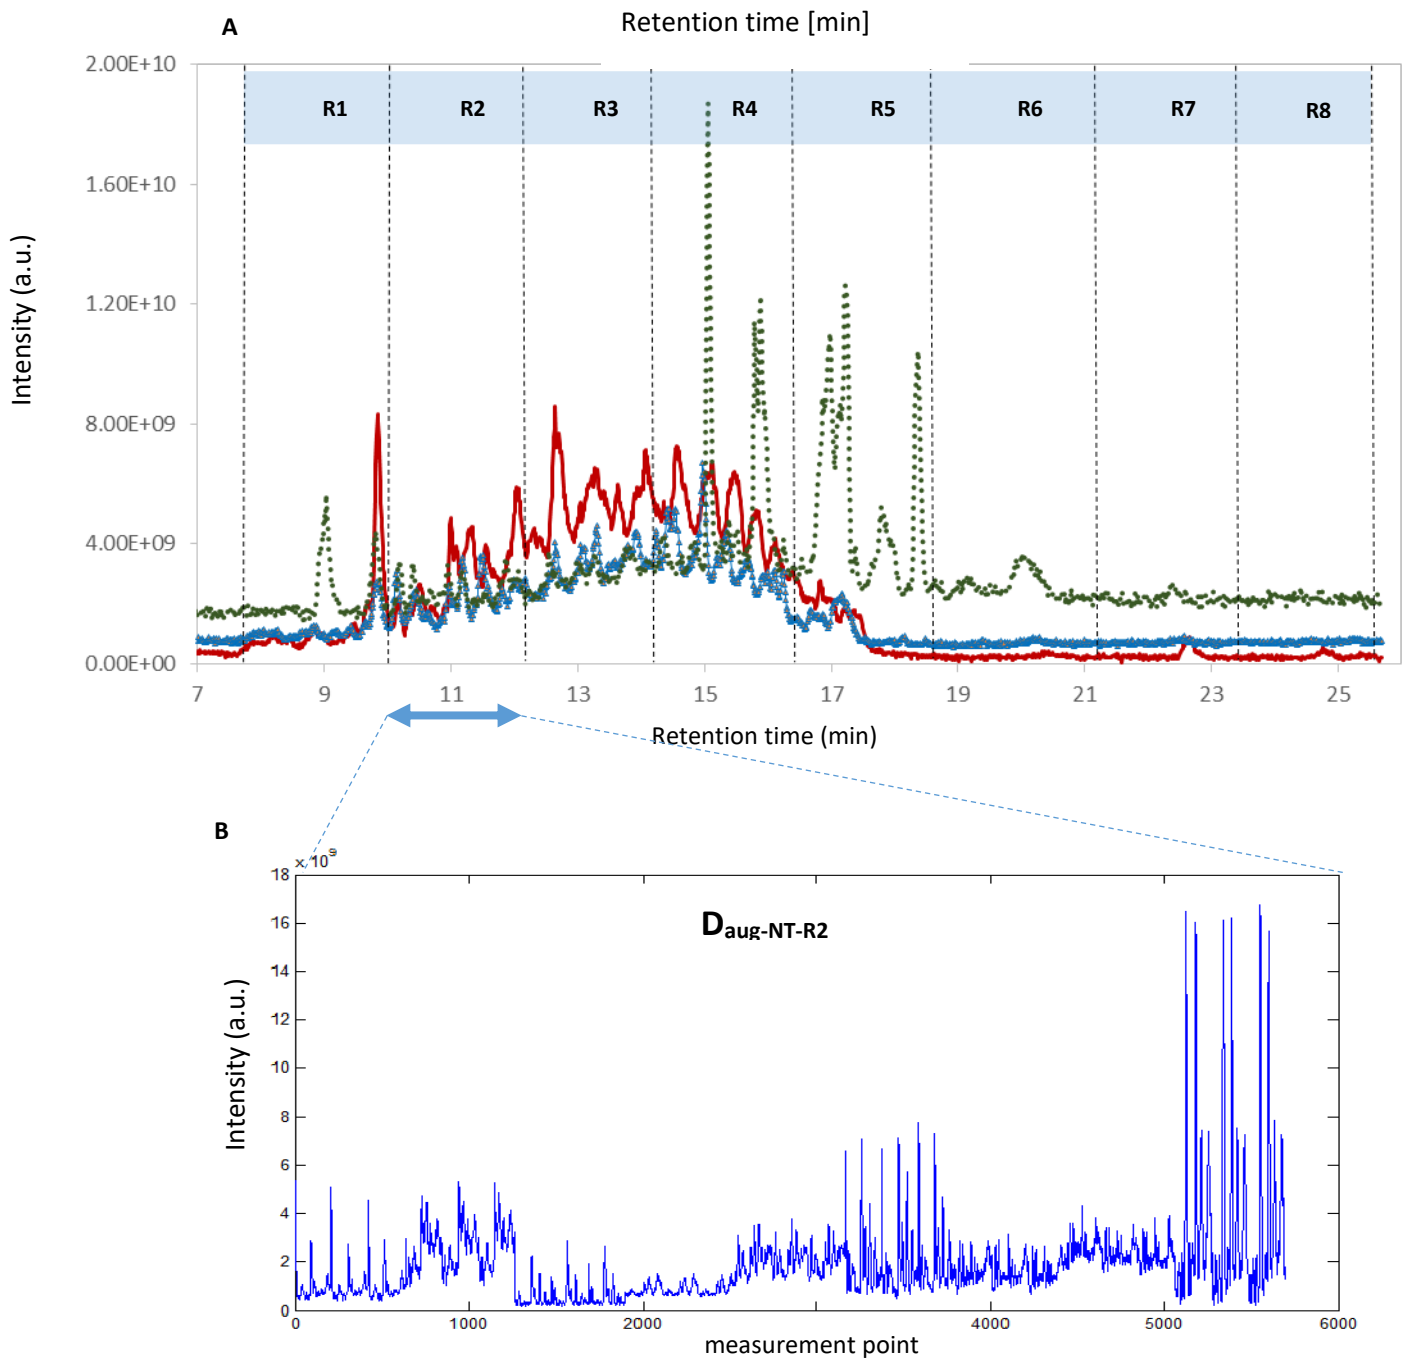 A
Retention time [min]
2.00E+10
R1 R2 R3 R4 R5 R6 R7 R8
1.60E+10
1.20E+10
Intensity (a.u.)
8.00E+09
4.00E+09
0.00E+00
7 9 11 13 15 17 19 21 23 25
Retention time (min)
B
× 10⁹
18
D aug-NT-R2
16
14
12
Intensity (a.u.)
10
8
6
4
2
0
0 1000 2000 4000 5000 6000
measurement point